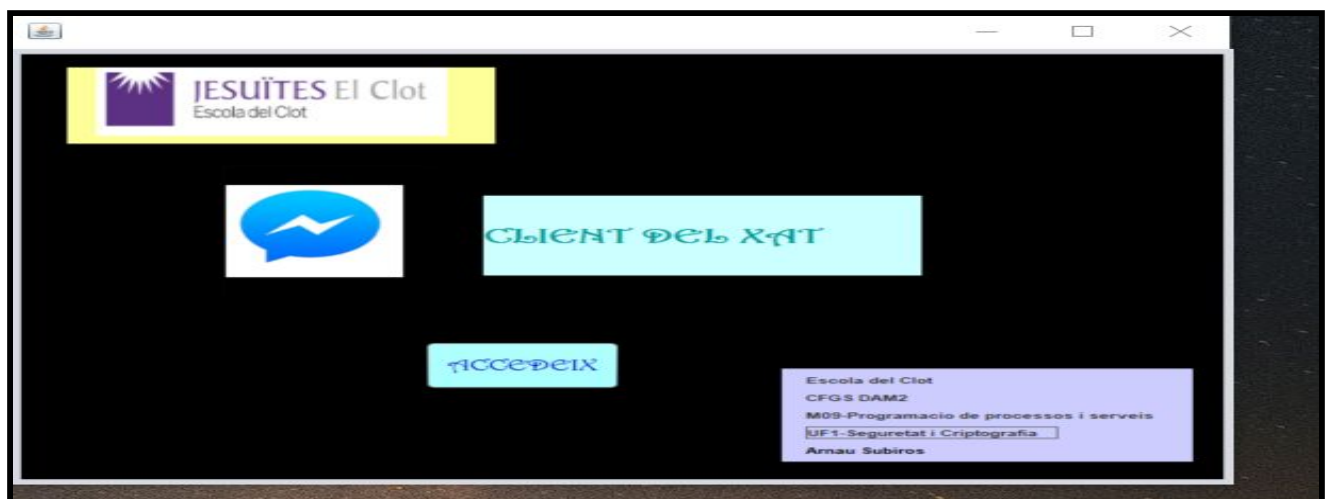 JESUÏTES El Clot
Escola del Clot
CLIENT DEL XAT
ACCEDEIX
Escola del Clot
CFGS DAM2
M09-Programacio de processos i serveis
UF1-Seguretat i Criptografia
Arnau Subiros